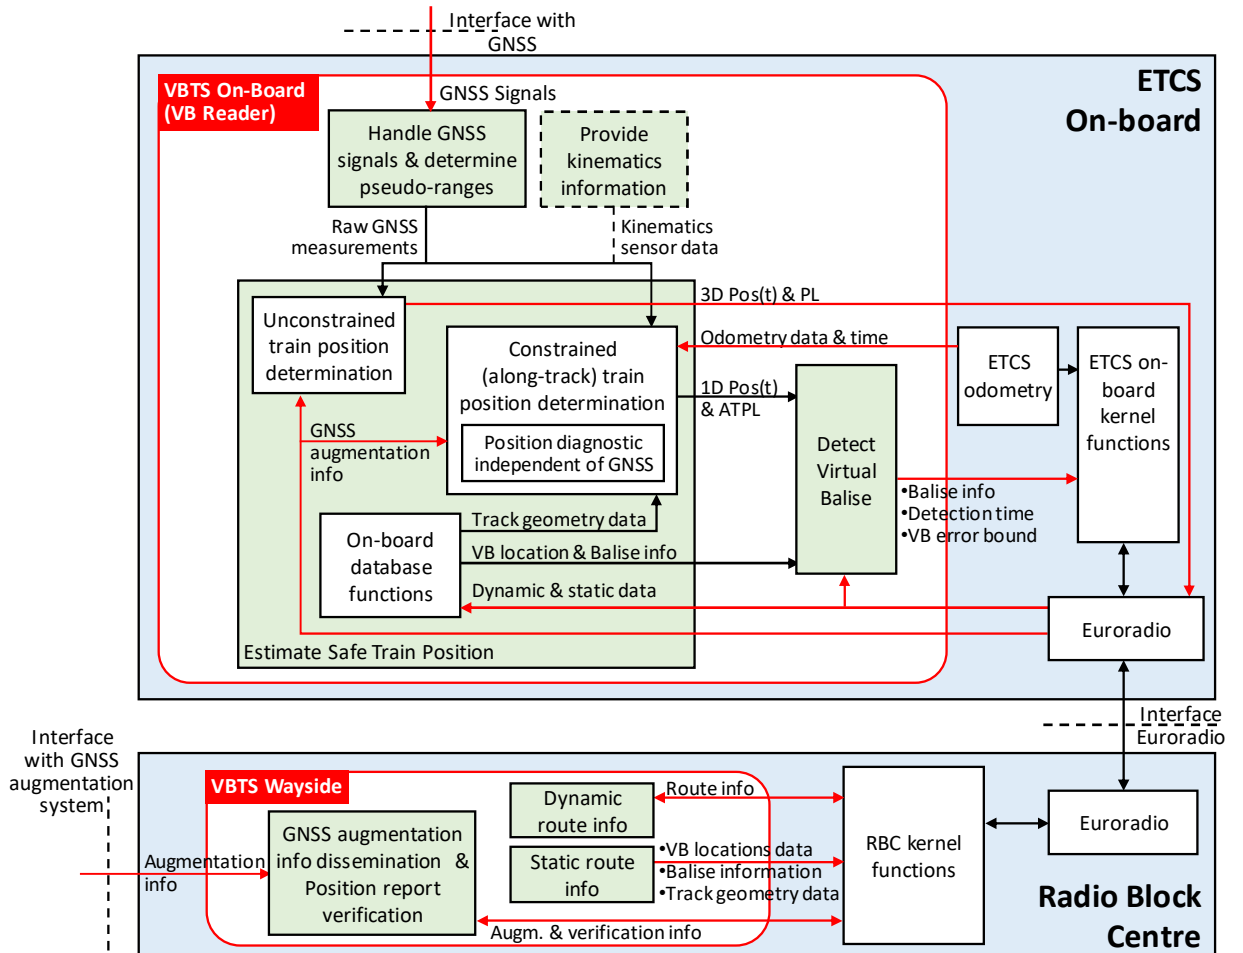 Interface with
GNSS
VBTS On-Board
(VB Reader)
GNSS Signals
ETCS
On-board
Handle GNSS
signals & determine
pseudo-ranges
Provide
kinematics
information
Raw GNSS
measurements
Kinematics
sensor data
3D Pos(t) & PL
Unconstrained
train position
determination
Odometry data & time
Constrained
(along-track) train
position determination
ETCS
odometry
ETCS on-
board
kernel
functions
1D Pos(t)
& ATPL
GNSS
augmentation
info
Position diagnostic
independent of GNSS
Detect
Virtual
Balise
•Balise info
•Detection time
•VB error bound
Track geometry data
On-board
database
functions
VB location & Balise info
Dynamic & static data
Euroradio
Estimate Safe Train Position
Interface
Euroradio
Interface
with GNSS
augmentation
system
VBTS Wayside
Dynamic
route info
Route info
Euroradio
GNSS augmentation
info dissemination &
Position report
verification
Static route
info
•VB locations data
•Balise information
•Track geometry data
RBC kernel
functions
Augmentation
info
Augm. & verification info
Radio Block
Centre